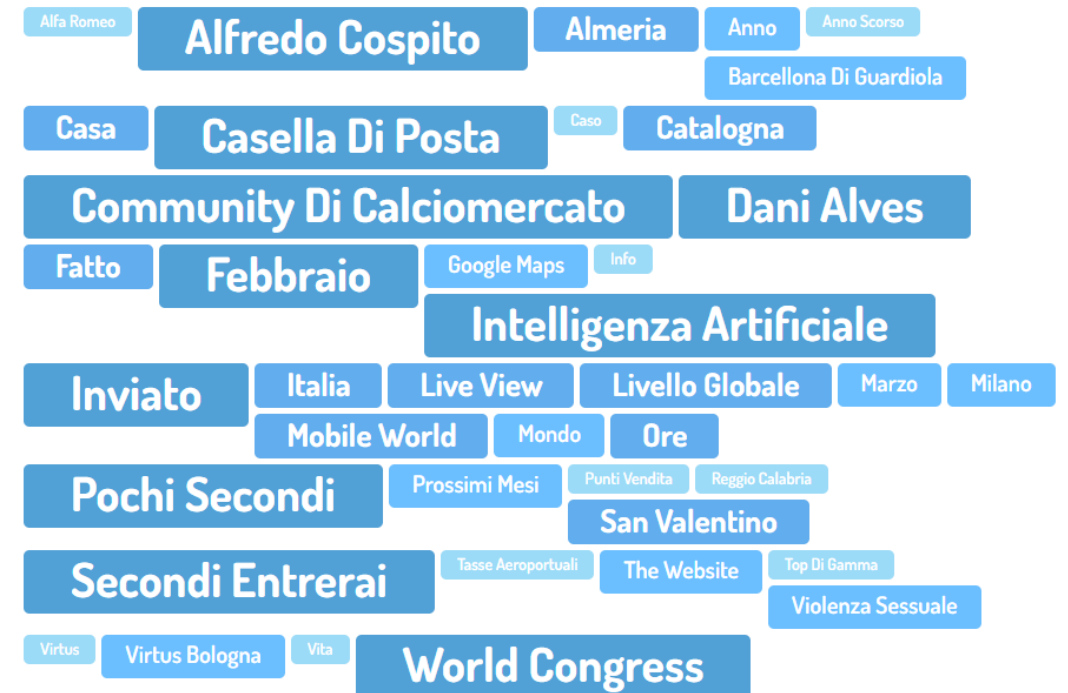 Alfa Romeo Alfredo Cospito Almeria Anno Anno Scorso
Barcellona Di Guardiola
Casa Casella Di Posta Caso Catalogna
Community Di Calciomercato Dani Alves
Fatto Febbraio Google Maps Info
Intelligenza Artificiale
Inviato Italia Live View Livello Globale Marzo Milano
Mobile World Mondo Ore
Pochi Secondi Prossimi Mesi Punti Vendita Reggio Calabria
San Valentino
Secondi Entrerai Tasse Aeroportuali The Website Top Di Gamma
Violenza Sessuale
Virtus Virtus Bologna Vita World Congress